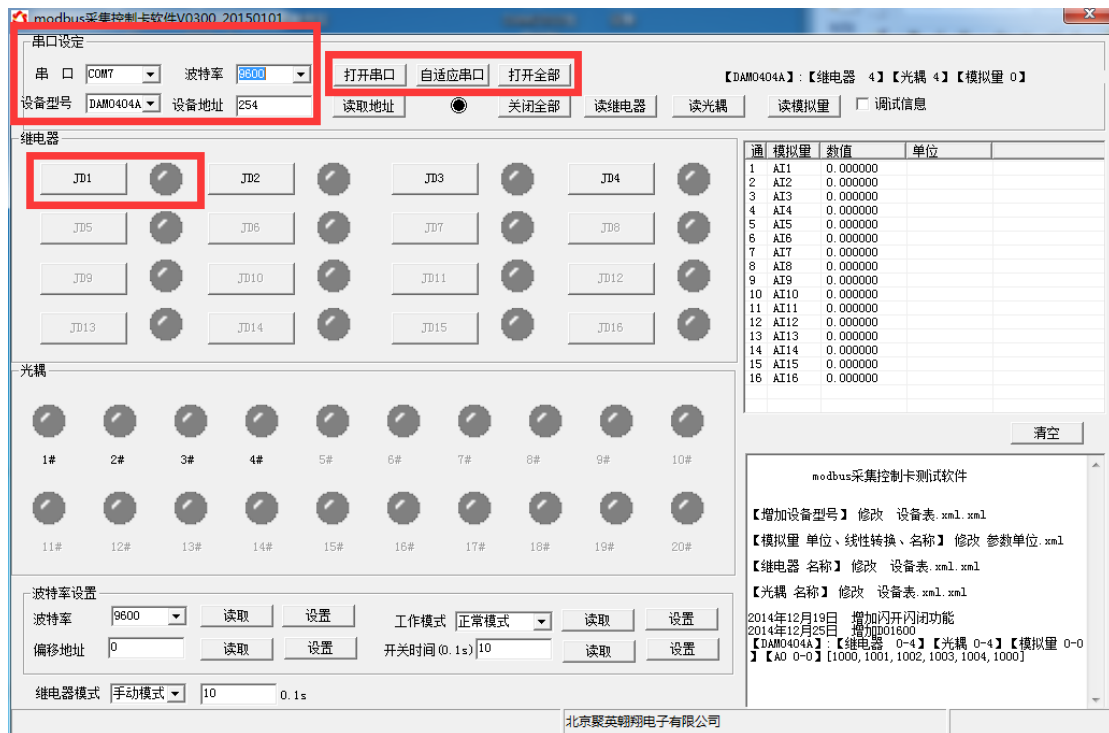 modbus采集控制卡软件V0300_20150101
串口设定
串 口 COM7 波特率 9600 打开串口 自适应串口 打开全部 【DAM0404A】:【继电器 4】【光耦 4】【模拟量 0】
设备型号 DAM0404A 设备地址 254 读取地址 关闭全部 读继电器 读光耦 读模拟量 调试信息
继电器
JD1 JD2 JD3 JD4
JD5 JD6 JD7 JD8
JD9 JD10 JD11 JD12
JD13 JD14 JD15 JD16
通 模拟量 数值 单位
1 AI1 0.000000
2 AI2 0.000000
3 AI3 0.000000
4 AI4 0.000000
5 AI5 0.000000
6 AI6 0.000000
7 AI7 0.000000
8 AI8 0.000000
9 AI9 0.000000
10 AI10 0.000000
11 AI11 0.000000
12 AI12 0.000000
13 AI13 0.000000
14 AI14 0.000000
15 AI15 0.000000
16 AI16 0.000000
光耦
1# 2# 3# 4# 5# 6# 7# 8# 9# 10#
11# 12# 13# 14# 15# 16# 17# 18# 19# 20#
清空
modbus采集控制卡测试软件
【增加设备型号】 修改 设备表.xml.xml
【模拟量 单位、线性转换、名称】 修改 参数单位.xml
【继电器 名称】 修改 设备表.xml.xml
【光耦 名称】 修改 设备表.xml.xml
2014年12月19日 增加闪开闪闭功能
2014年12月25日 增加DO1600
【DAM0404A】:【继电器 0-4】【光耦 0-4】【模拟量 0-0
】【AO 0-0】[1000,1001,1002,1003,1004,1000]
波特率设置
波特率 9600 读取 设置 工作模式 正常模式 读取 设置
偏移地址 0 读取 设置 开关时间(0.1s) 10 读取 设置
继电器模式 手动模式 10 0.1s
北京聚英翱翔电子有限公司